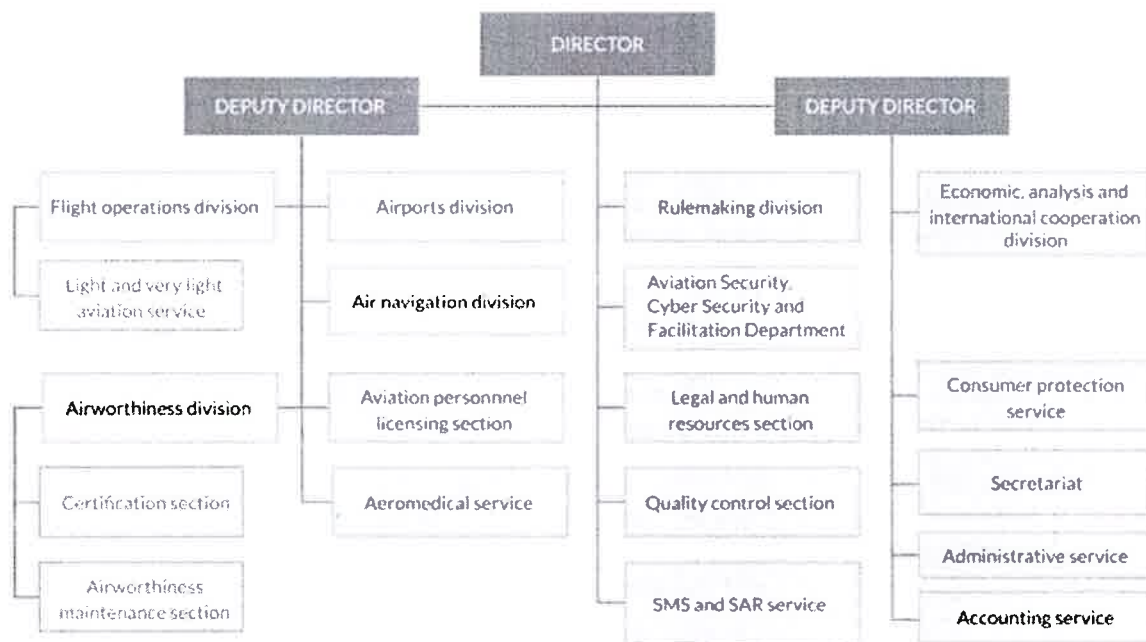 DIRECTOR
DEPUTY DIRECTOR
DEPUTY DIRECTOR
Flight operations division
Light and very light
aviation service
Airworthiness division
Certification section
Airworthiness
maintenance section
Airports division
Air navigation division
Aviation personnnel
licensing section
Aeromedical service
Rulemaking division
Aviation Security,
Cyber Security and
Facilitation Department
Legal and human
resources section
Quality control section
SMS and SAR service
Economic, analysis and
international cooperation
division
Consumer protection
service
Secretariat
Administrative service
Accounting service